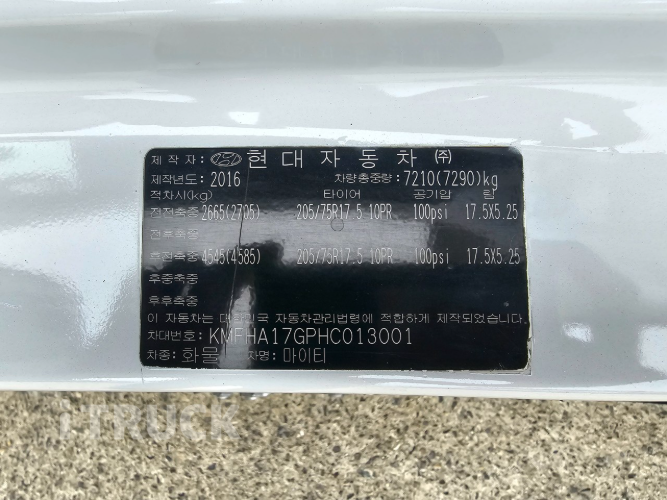 제 작 자: 현 대 자 동 차 ㈜
제작년도: 2016 차량총중량: 7210(7290)kg
적차시(kg) 타이어 공기압 림
전전축중 2665(2705) 205/75R17.5 10PR 100psi 17.5X5.25
전후축중
후전축중 4545(4585) 205/75R17.5 10PR 100psi 17.5X5.25
후중축중
후후축중
이 자동차는 대한민국 자동차관리법령에 적합하게 제작되었습니다
차대번호: KMFHA17GPHC013001
차종: 화물 차명: 마이티
iTRUCK